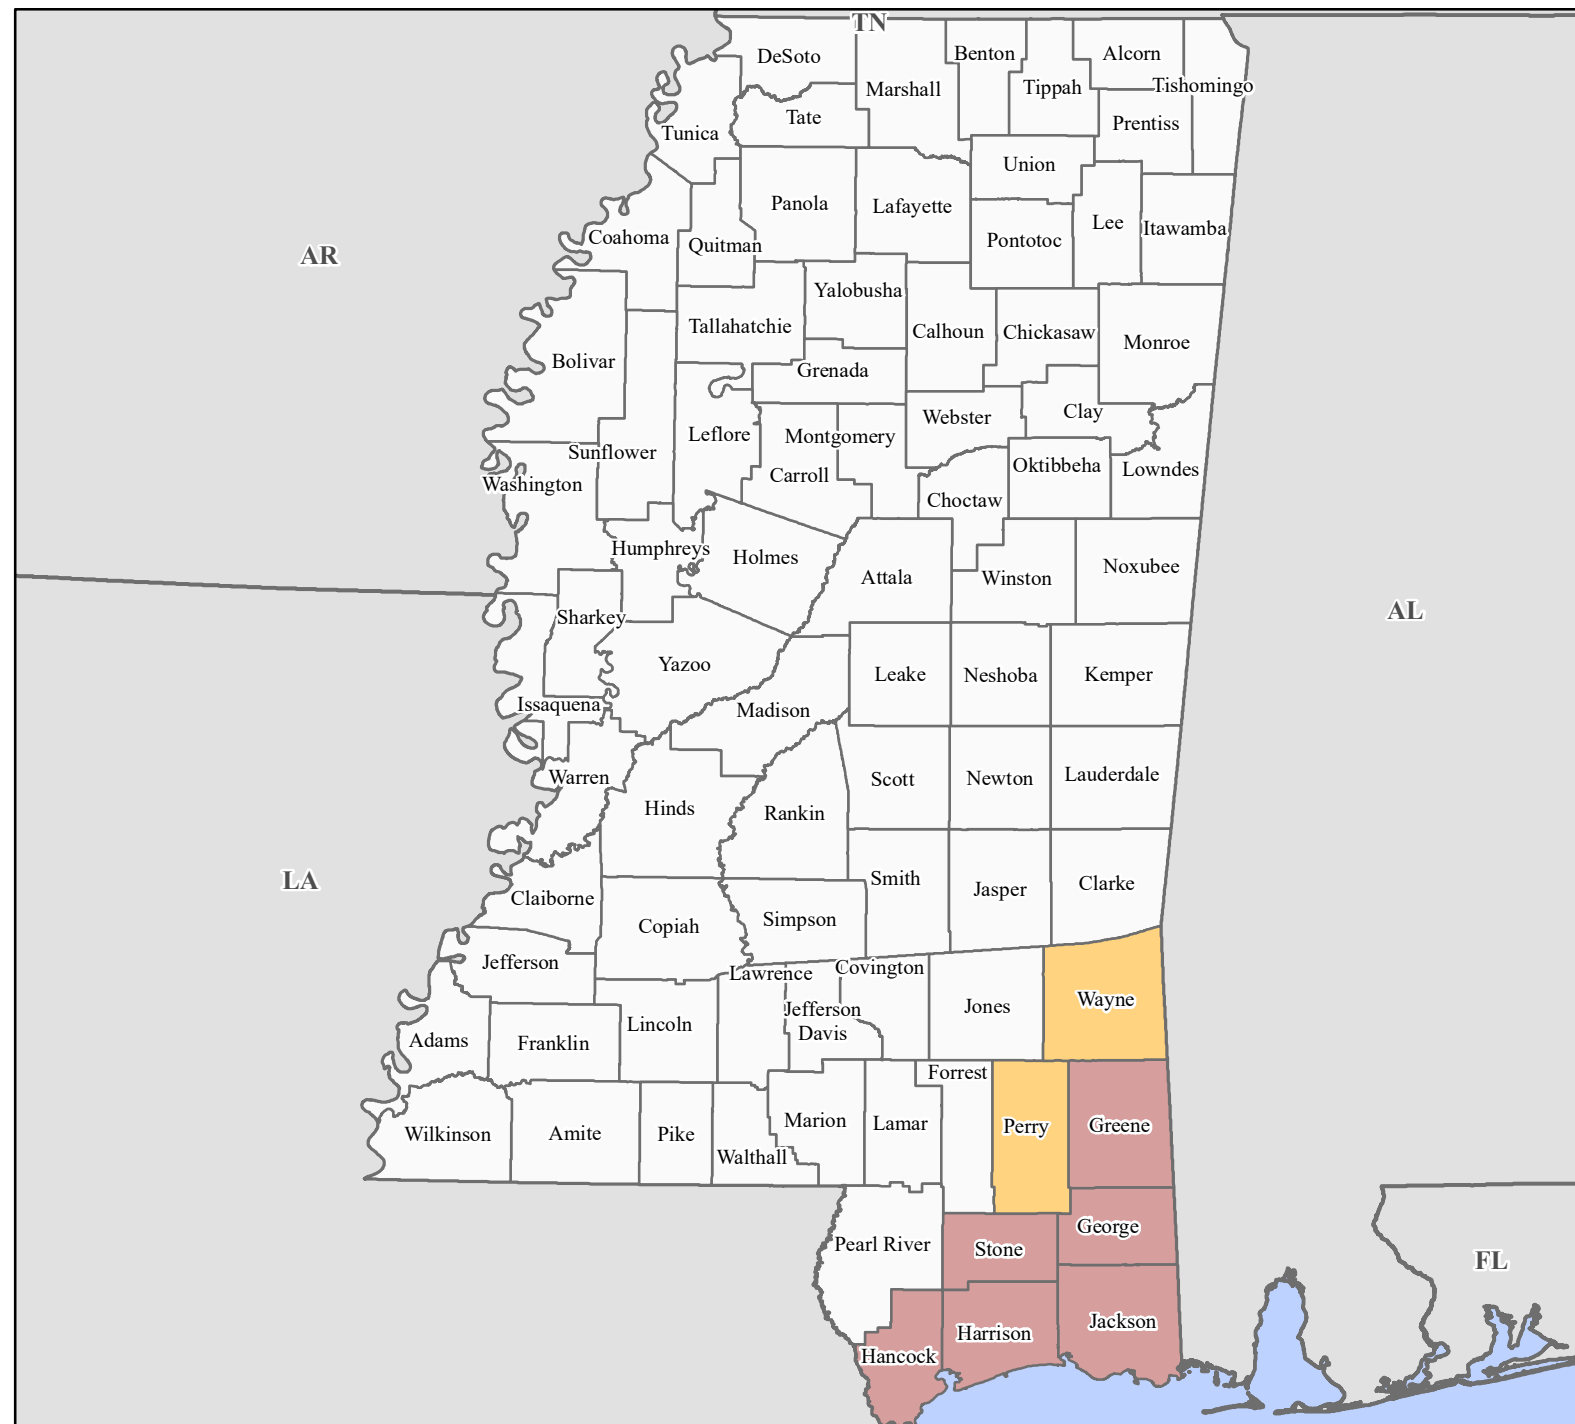 TN
DeSoto
Benton
Alcorn
Marshall
Tippah
Tishomingo
Tate
Prentiss
Tunica
Union
Panola
Lafayette
Lee
Itawamba
Coahoma
Quitman
Pontotoc
AR
Yalobusha
Tallahatchie
Calhoun
Chickasaw
Monroe
Bolivar
Grenada
Webster
Clay
Leflore
Montgomery
Sunflower
Oktibbeha
Lowndes
Carroll
Washington
Choctaw
Humphreys
Holmes
Noxubee
Attala
Winston
AL
Sharkey
Yazoo
Leake
Neshoba
Kemper
Issaquena
Madison
Warren
Scott
Newton
Lauderdale
Hinds
Rankin
LA
Smith
Jasper
Clarke
Claiborne
Copiah
Simpson
Jefferson
Lawrence
Covington
Wayne
Jones
Jefferson
Davis
Lincoln
Adams
Franklin
Forrest
Marion
Lamar
Perry
Greene
Wilkinson
Amite
Pike
Walthall
George
Pearl River
Stone
FL
Jackson
Harrison
Hancock